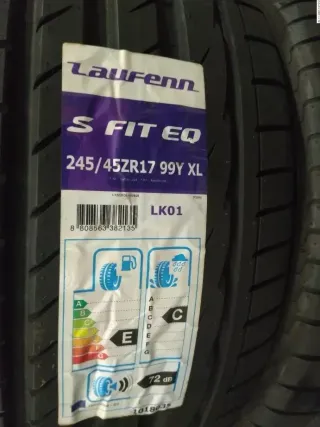 Laufenn
S FIT EQ
245/45ZR17 99Y XL
LK01
8 808563 382135
A
B
E
A
B
C
D
E
F
G
C
72 dB